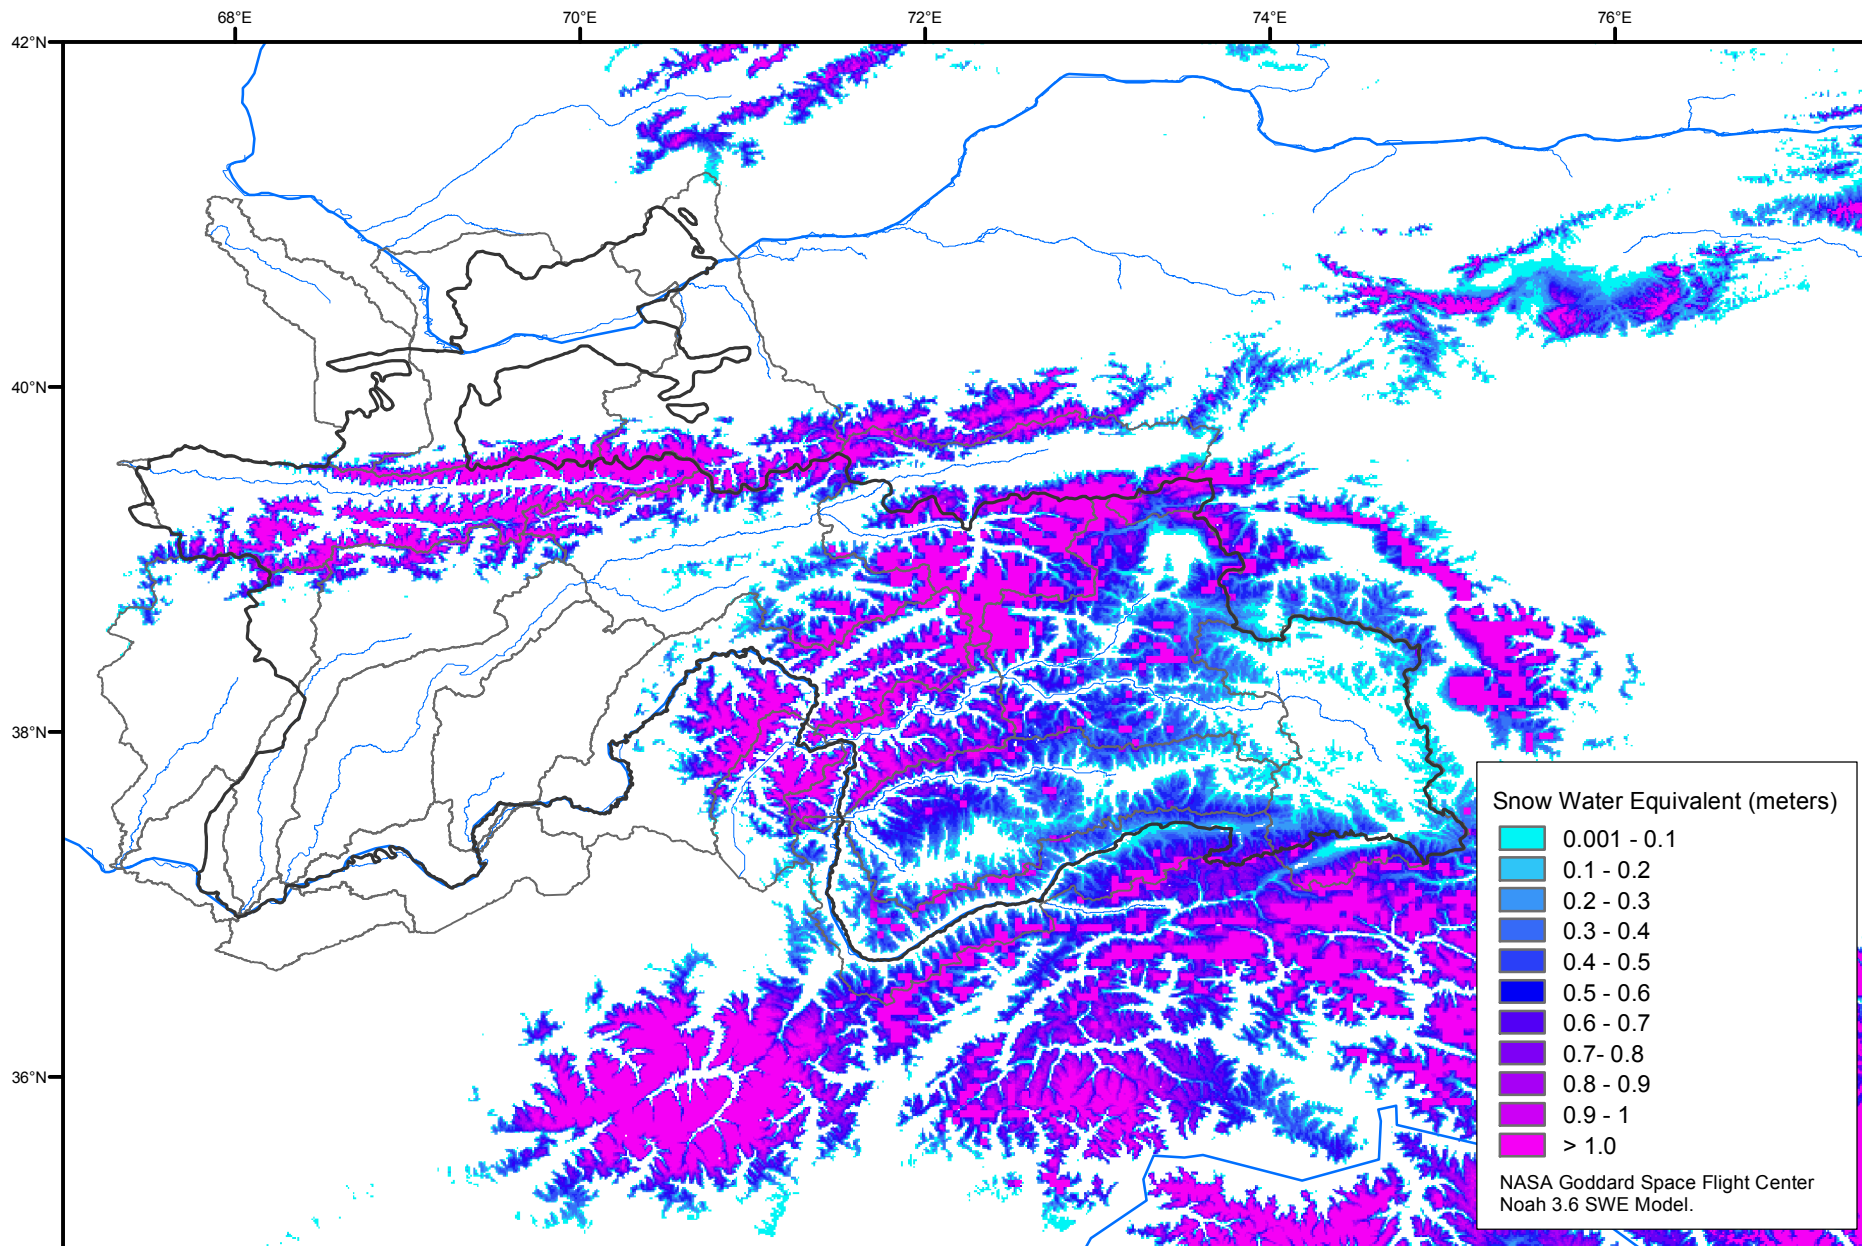 68°E
70°E
72°E
74°E
76°E
42°N
40°N
38°N
36°N
Snow Water Equivalent (meters)
0.001 - 0.1
0.1 - 0.2
0.2 - 0.3
0.3 - 0.4
0.4 - 0.5
0.5 - 0.6
0.6 - 0.7
0.7- 0.8
0.8 - 0.9
0.9 - 1
> 1.0
NASA Goddard Space Flight Center
Noah 3.6 SWE Model.